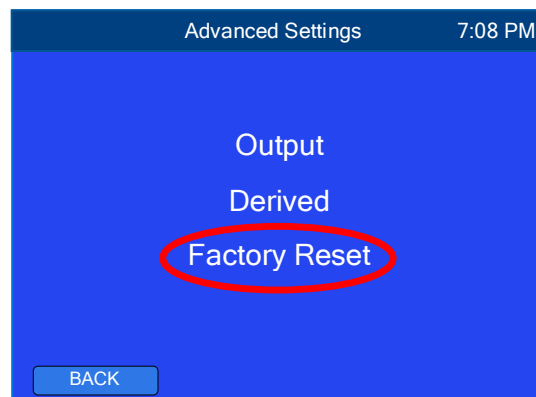 Advanced Settings 7:08 PM
Output
Derived
Factory Reset
BACK